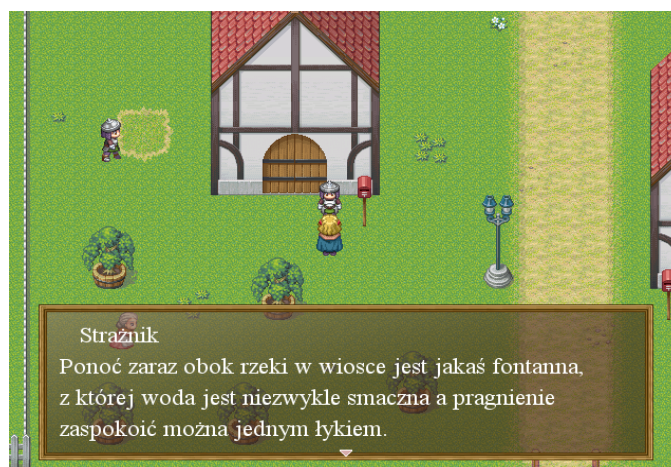 Strażnik
Ponoć zaraz obok rzeki w wiosce jest jakaś fontanna,
z której woda jest niezwykle smaczna a pragnienie
zaspokoić można jednym łykiem.